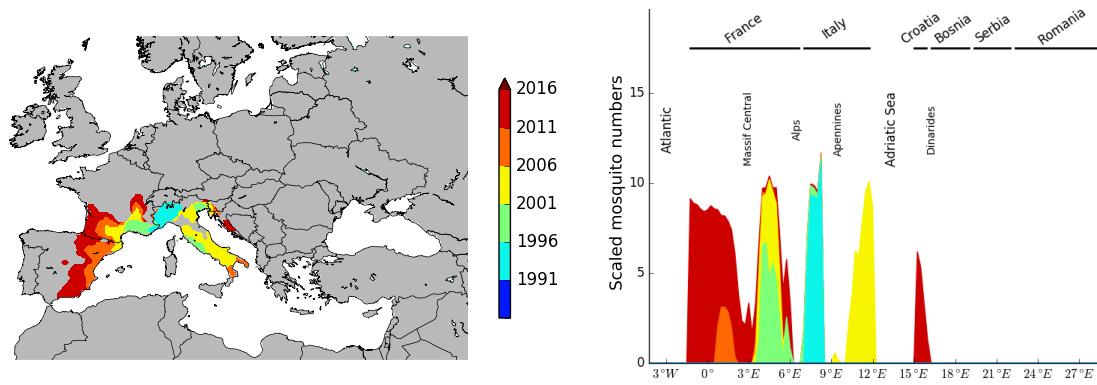 2016
2011
2006
2001
1996
1991
France
Italy
Croatia
Bosnia
Serbia
Romania
Atlantic
Massif Central
Alps
Apennines
Adriatic Sea
Dinarides
Scaled mosquito numbers
15
10
5
0
3°W 0° 3°E 6°E 9°E 12°E 15°E 18°E 21°E 24°E 27°E